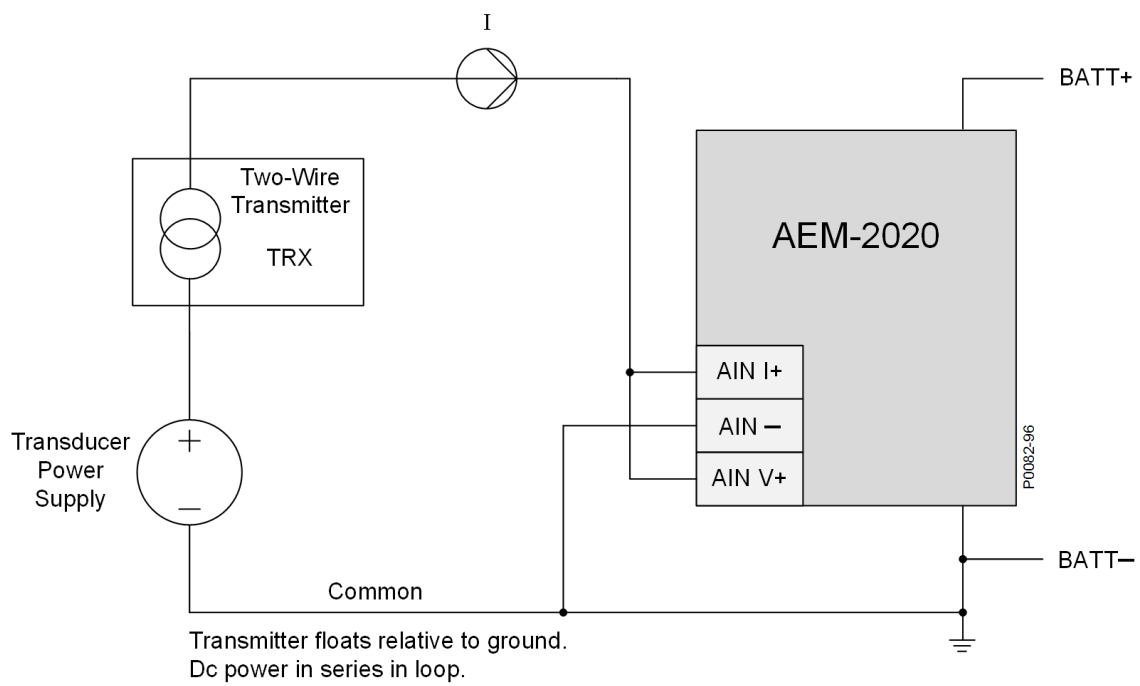 I
BATT+
Two-Wire
Transmitter
TRX
AEM-2020
AIN I+
AIN –
AIN V+
P0082-96
Transducer
Power
Supply
+
–
BATT–
Common
Transmitter floats relative to ground.
Dc power in series in loop.